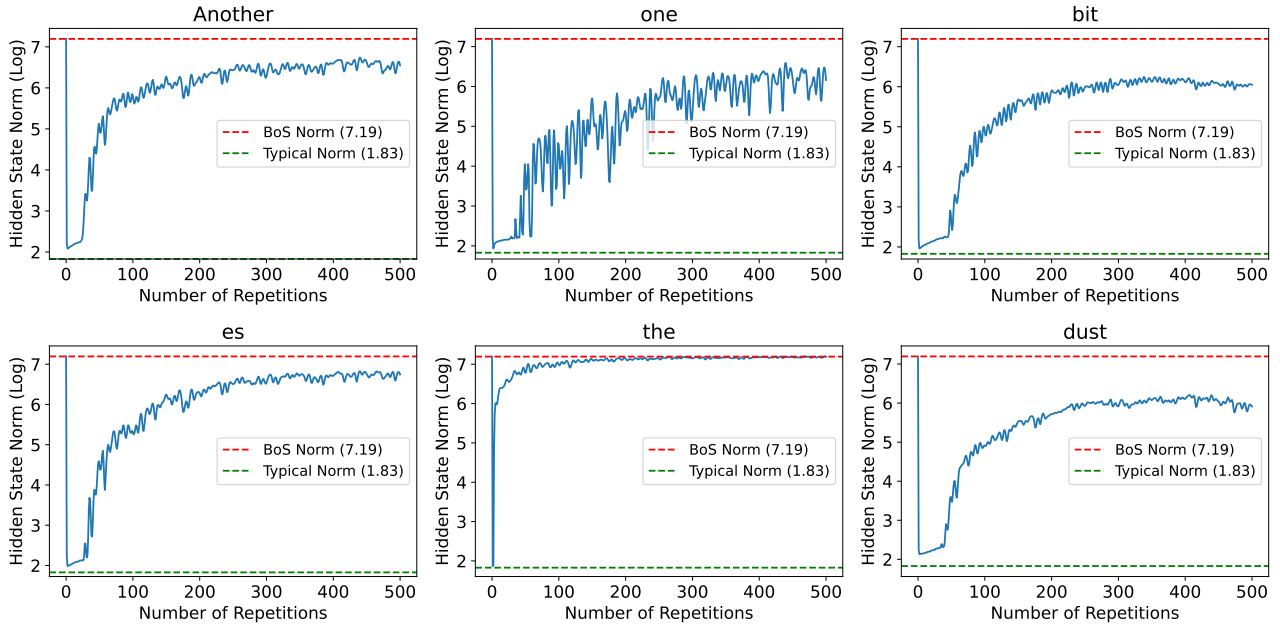 Another
Hidden State Norm (Log)
7
6
5
4
3
2
BoS Norm (7.19)
Typical Norm (1.83)
0 100 200 300 400 500
Number of Repetitions
one
Hidden State Norm (Log)
7
6
5
4
3
2
BoS Norm (7.19)
Typical Norm (1.83)
0 100 200 300 400 500
Number of Repetitions
bit
Hidden State Norm (Log)
7
6
5
4
3
2
BoS Norm (7.19)
Typical Norm (1.83)
0 100 200 300 400 500
Number of Repetitions
es
Hidden State Norm (Log)
7
6
5
4
3
2
BoS Norm (7.19)
Typical Norm (1.83)
0 100 200 300 400 500
Number of Repetitions
the
Hidden State Norm (Log)
7
6
5
4
3
2
BoS Norm (7.19)
Typical Norm (1.83)
0 100 200 300 400 500
Number of Repetitions
dust
Hidden State Norm (Log)
7
6
5
4
3
2
BoS Norm (7.19)
Typical Norm (1.83)
0 100 200 300 400 500
Number of Repetitions